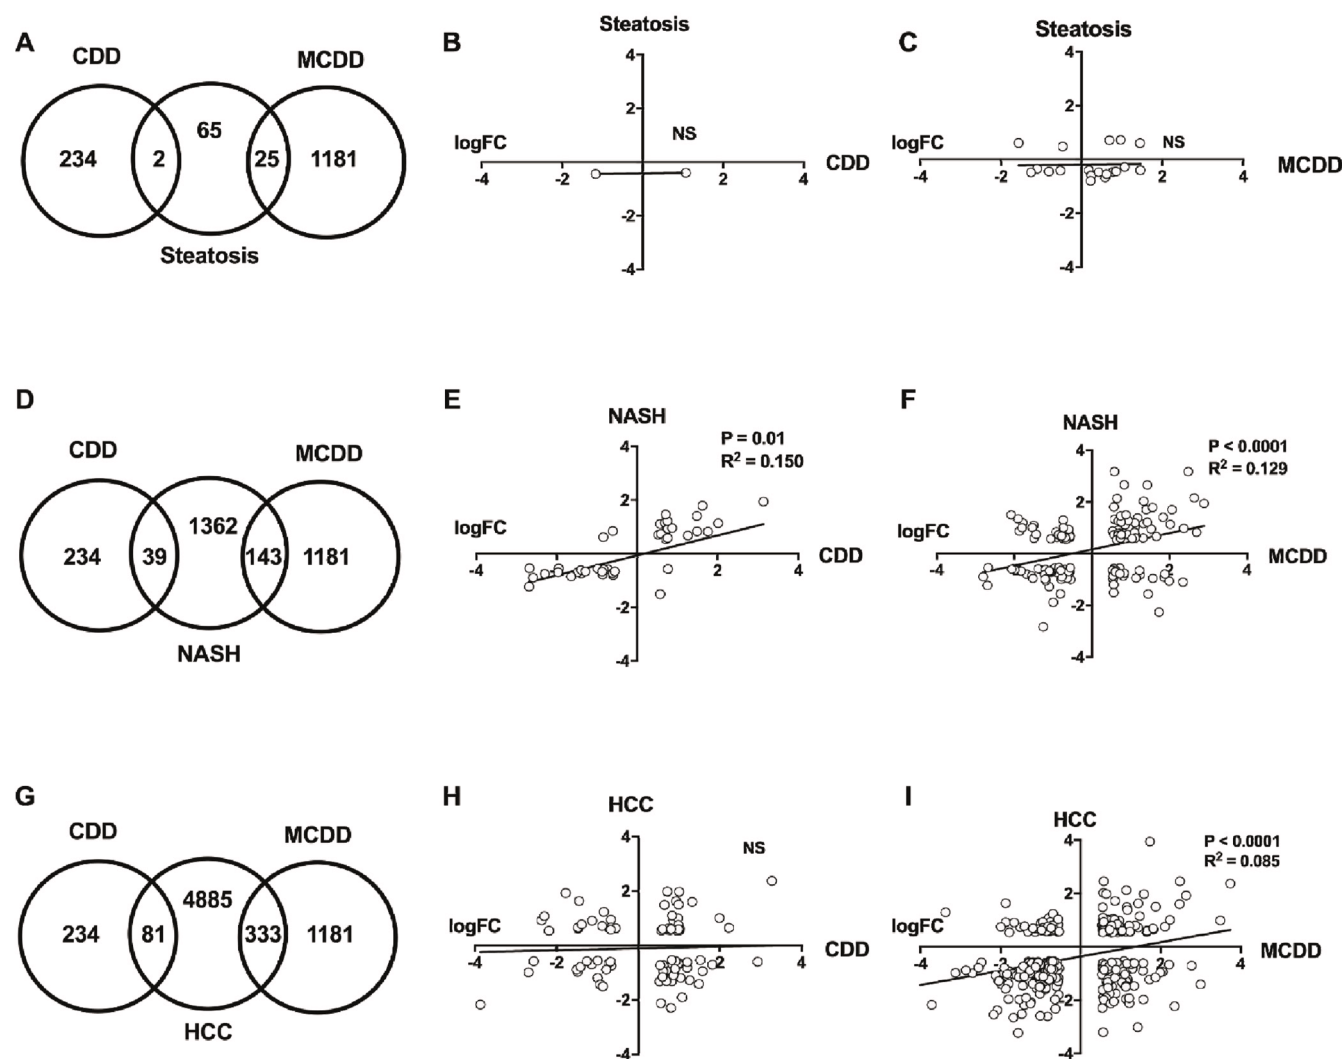 A
CDD
MCDD
234
2
65
25
1181
Steatosis
B
Steatosis
logFC
NS
CDD
4
2
-4
-2
2
4
-2
-4
C
Steatosis
logFC
NS
MCDD
4
2
-4
-2
2
4
-2
-4
D
CDD
MCDD
234
39
1362
143
1181
NASH
E
NASH
P = 0.01
R² = 0.150
logFC
CDD
4
2
-4
-2
2
4
-2
-4
F
NASH
P < 0.0001
R² = 0.129
logFC
MCDD
4
2
-4
-2
2
4
-2
-4
G
CDD
MCDD
234
81
4885
333
1181
HCC
H
HCC
NS
logFC
CDD
4
2
-4
-2
2
4
-2
-4
I
HCC
P < 0.0001
R² = 0.085
logFC
MCDD
4
2
-4
-2
2
4
-2
-4